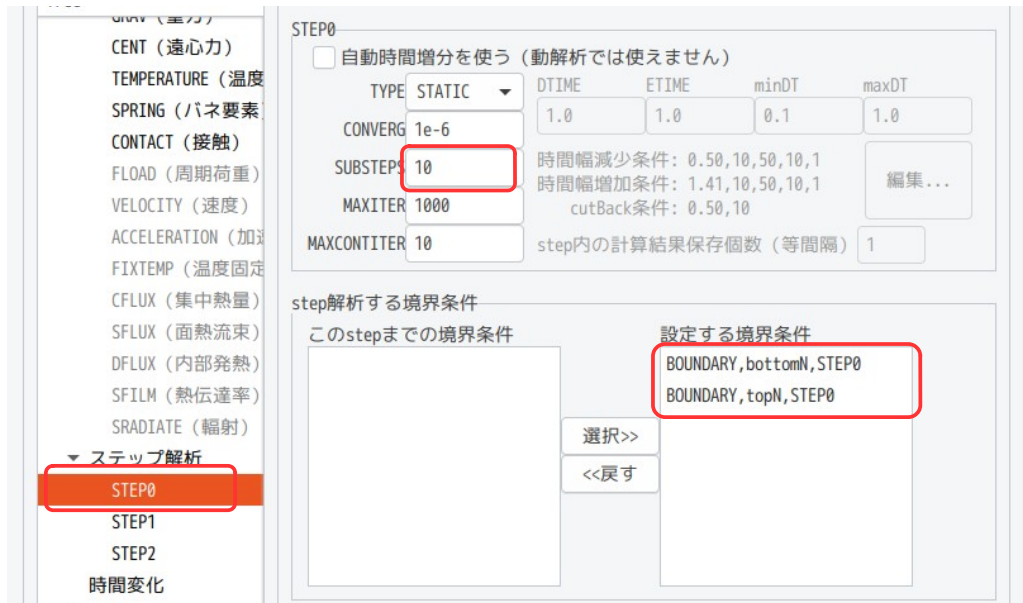 GRAV (重力)
CENT (遠心力)
TEMPERATURE (温度
SPRING (バネ要素)
CONTACT (接触)
FLOAD (周期荷重)
VELOCITY (速度)
ACCELERATION (加速
FIXTEMP (温度固定
CFLUX (集中熱量)
SFLUX (面熱流束)
DFLUX (内部発熱)
SFILM (熱伝達率)
SRADIATE (輻射)
ステップ解析
STEP0
STEP1
STEP2
時間変化
STEP0
自動時間増分を使う (動解析では使えません)
TYPE STATIC
CONVERG 1e-6
SUBSTEPS 10
MAXITER 1000
MAXCONTITER 10
DTIME ETIME minDT maxDT
1.0 1.0 0.1 1.0
時間幅減少条件: 0.50,10,50,10,1
時間幅増加条件: 1.41,10,50,10,1
cutBack条件: 0.50,10
編集...
step内の計算結果保存個数 (等間隔) 1
step解析する境界条件
このstepまでの境界条件
設定する境界条件
BOUNDARY,bottomN,STEP0
BOUNDARY,topN,STEP0
選択>>
<<戻す